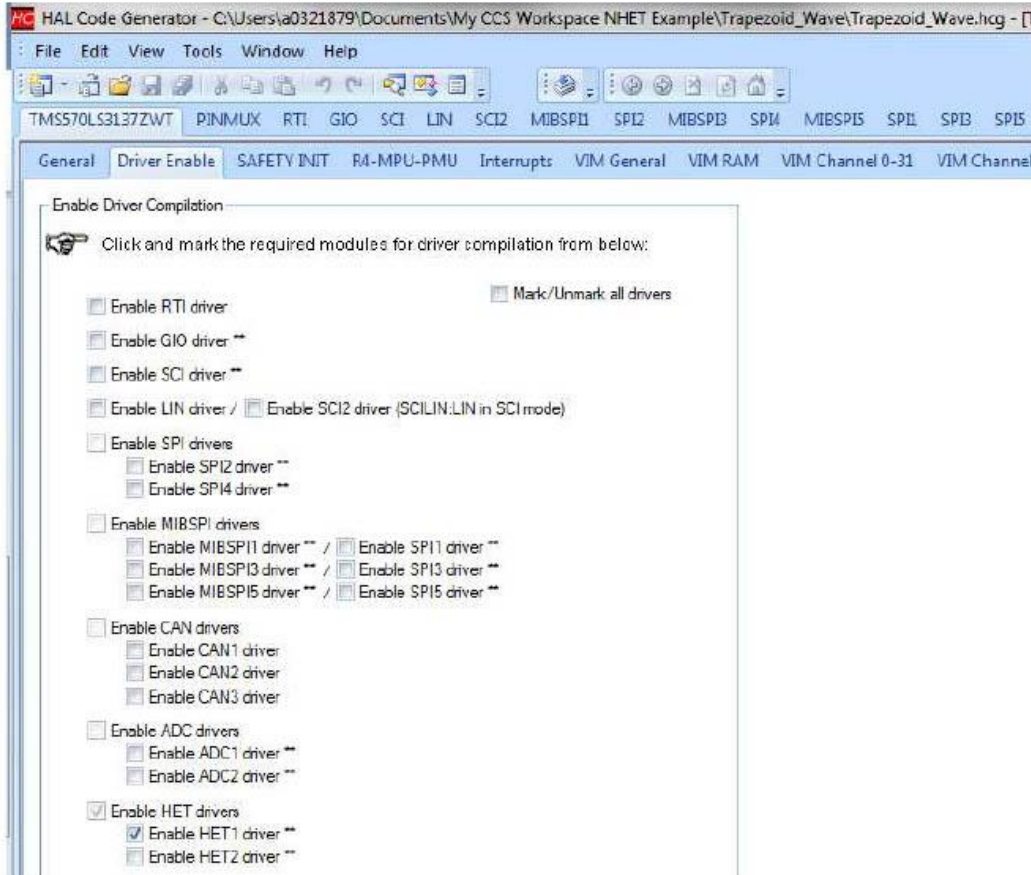 HC HAL Code Generator - C:\Users\a0321879\Documents\My CCS Workspace NHET Example\Trapezoid_Wave\Trapezoid_Wave.hcg - [
File Edit View Tools Window Help
TMS570LS3137ZWT PINMUX RTI GIO SCI LIN SCI2 MIBSPI1 SPI2 MIBSPI3 SPI4 MIBSPI5 SPI1 SPI3 SPI5
General Driver Enable SAFETY INIT R4-MPU-PMU Interrupts VIM General VIM RAM VIM Channel 0-31 VIM Channel
Enable Driver Compilation
Click and mark the required modules for driver compilation from below:
Mark/Unmark all drivers
Enable RTI driver
Enable GIO driver **
Enable SCI driver **
Enable LIN driver / Enable SCI2 driver (SCILIN:LIN in SCI mode)
Enable SPI drivers
Enable SPI2 driver **
Enable SPI4 driver **
Enable MIBSPI drivers
Enable MIBSPI1 driver ** / Enable SPI1 driver **
Enable MIBSPI3 driver ** / Enable SPI3 driver **
Enable MIBSPI5 driver ** / Enable SPI5 driver **
Enable CAN drivers
Enable CAN1 driver
Enable CAN2 driver
Enable CAN3 driver
Enable ADC drivers
Enable ADC1 driver **
Enable ADC2 driver **
Enable HET drivers
Enable HET1 driver **
Enable HET2 driver **